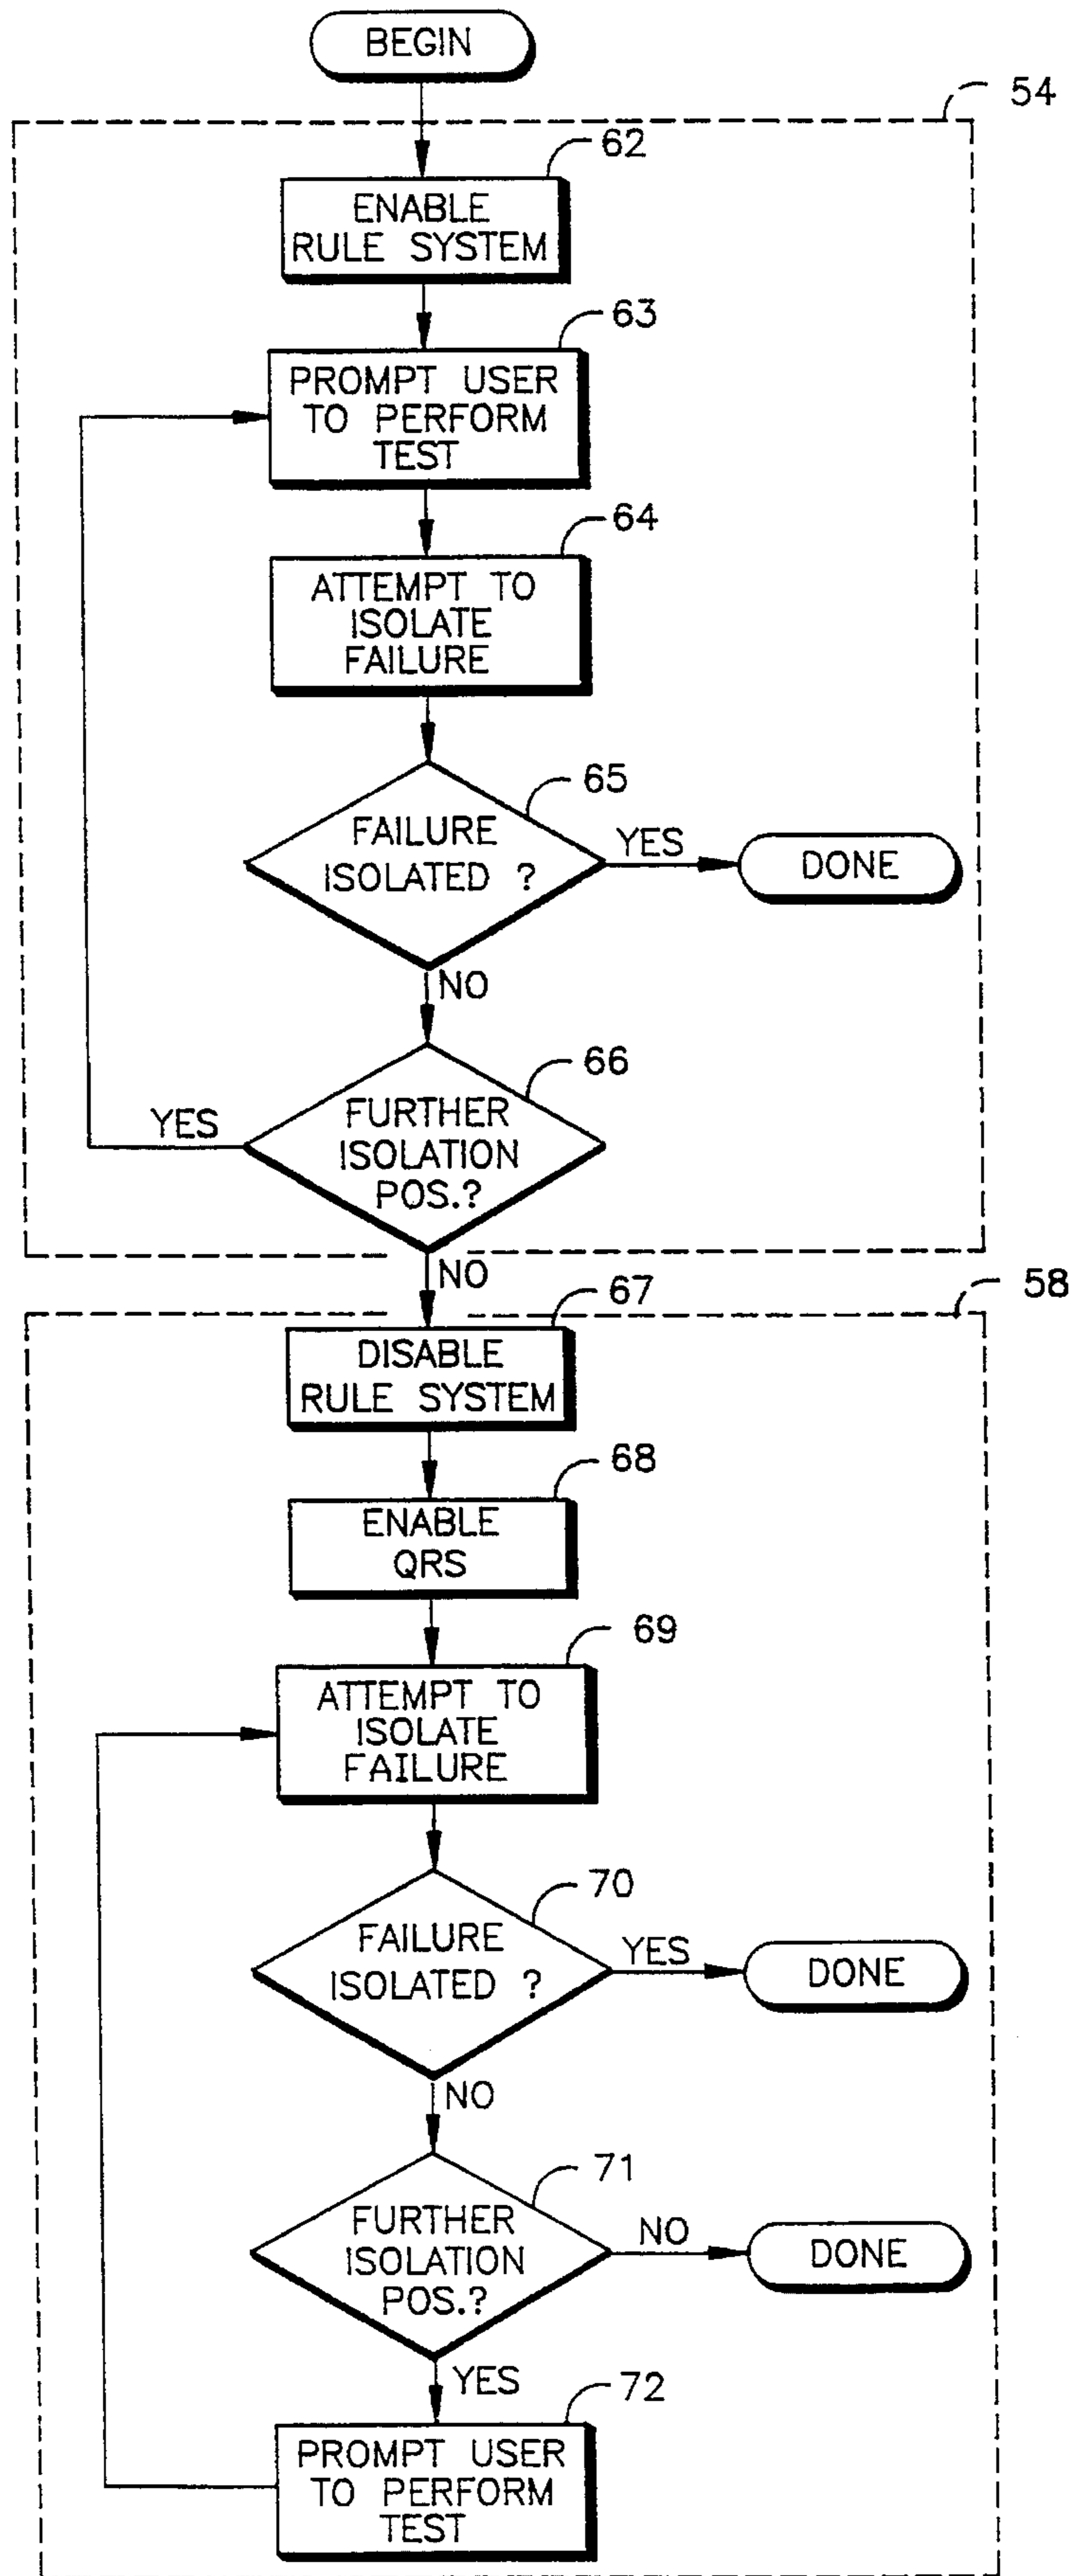 BEGIN
54
62
ENABLE
RULE SYSTEM
63
PROMPT USER
TO PERFORM
TEST
64
ATTEMPT TO
ISOLATE
FAILURE
65
FAILURE
ISOLATED ?
YES
DONE
NO
66
FURTHER
ISOLATION
POS.?
YES
NO
58
67
DISABLE
RULE SYSTEM
68
ENABLE
QRS
69
ATTEMPT TO
ISOLATE
FAILURE
70
FAILURE
ISOLATED ?
YES
DONE
NO
71
FURTHER
ISOLATION
POS.?
NO
DONE
YES
72
PROMPT USER
TO PERFORM
TEST